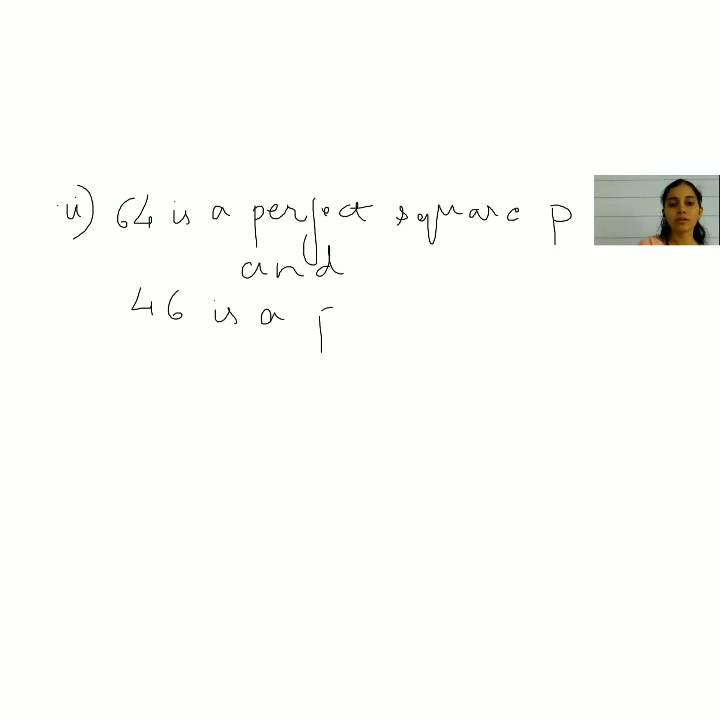 ii) 64 is a perfect square p
and
46 is a p